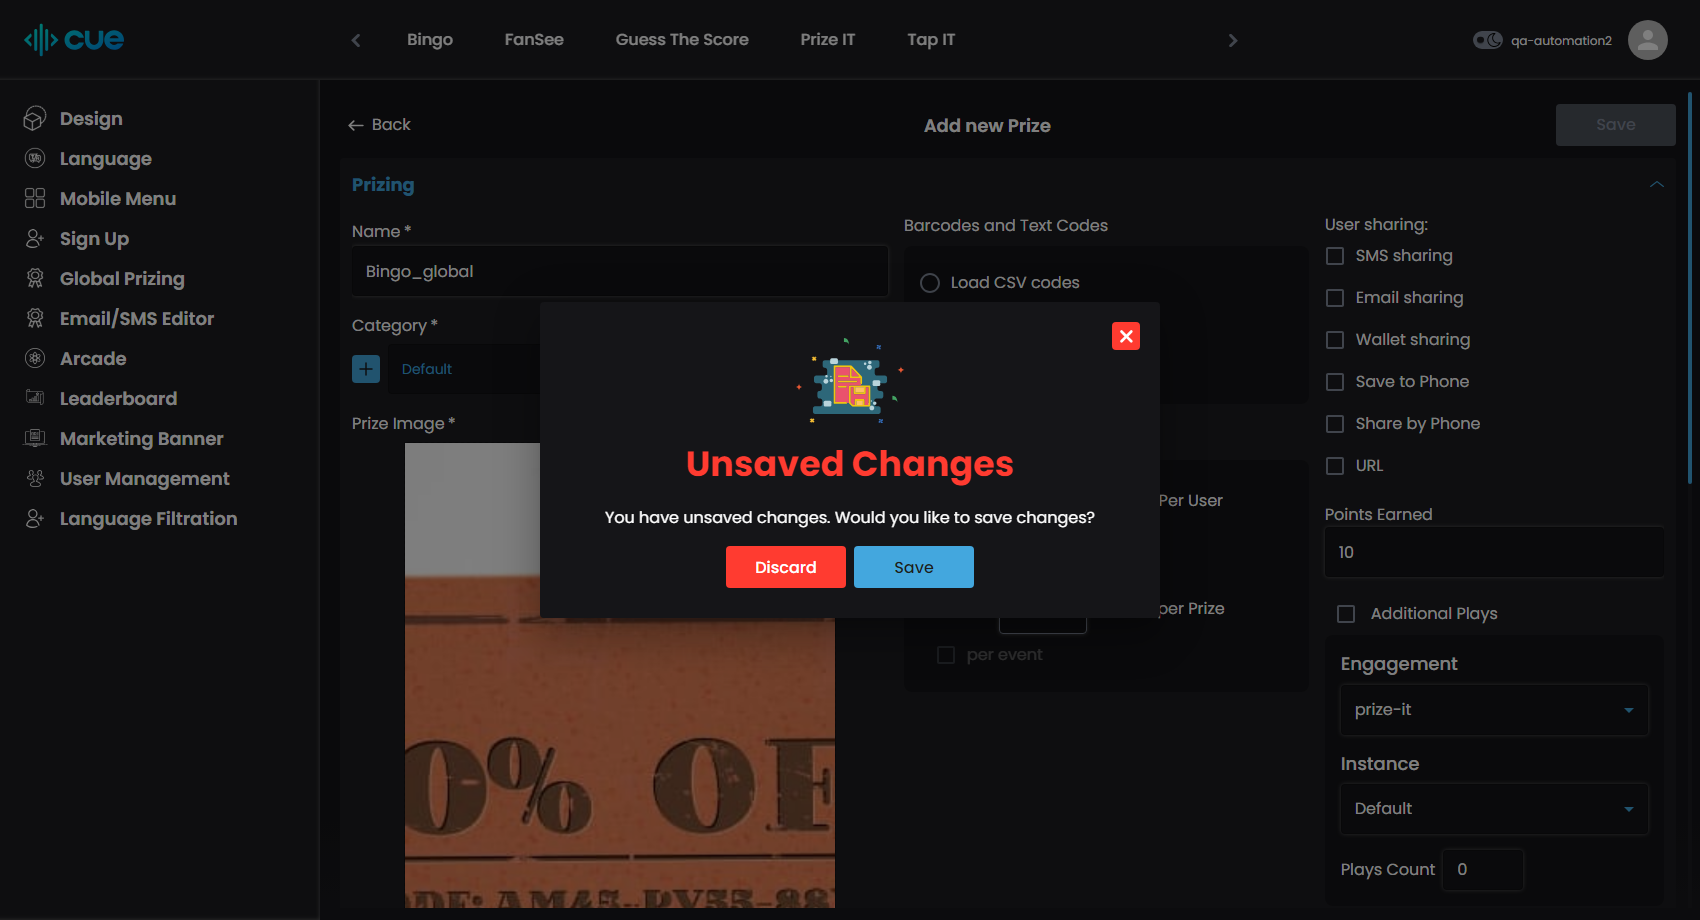 cue
Bingo
FanSee
Guess The Score
Prize IT
Tap IT
qa-automation2
Design
Language
Mobile Menu
Sign Up
Global Prizing
Email/SMS Editor
Arcade
Leaderboard
Marketing Banner
User Management
Language Filtration
Back
Add new Prize
Save
Prizing
Name *
Bingo_global
Category *
Default
Prize Image *
0% OF
Barcodes and Text Codes
Load CSV codes
Per User
per Prize
per event
User sharing:
SMS sharing
Email sharing
Wallet sharing
Save to Phone
Share by Phone
URL
Points Earned
10
Additional Plays
Engagement
prize-it
Instance
Default
Plays Count
0
Unsaved Changes
You have unsaved changes. Would you like to save changes?
Discard
Save